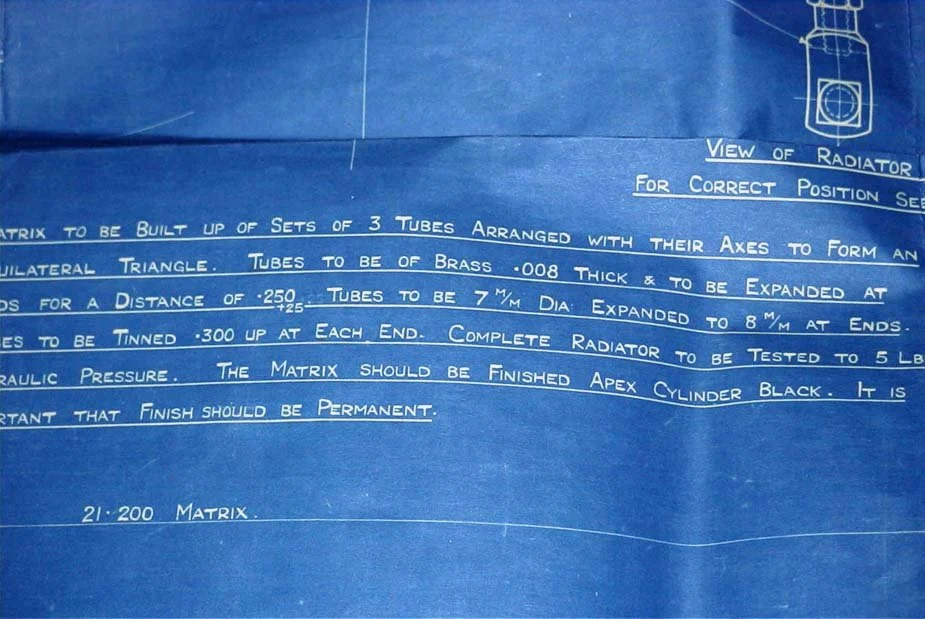 VIEW OF RADIATOR
FOR CORRECT POSITION SEE
ATRIX TO BE BUILT UP OF SETS OF 3 TUBES ARRANGED WITH THEIR AXES TO FORM AN
UILATERAL TRIANGLE. TUBES TO BE OF BRASS .008 THICK & TO BE EXPANDED AT
DS FOR A DISTANCE OF .250 +25. TUBES TO BE 7 M/M DIA. EXPANDED TO 8 M/M AT ENDS.
ES TO BE TINNED .300 UP AT EACH END. COMPLETE RADIATOR TO BE TESTED TO 5 LB
RAULIC PRESSURE. THE MATRIX SHOULD BE FINISHED APEX CYLINDER BLACK. IT IS
RTANT THAT FINISH SHOULD BE PERMANENT.
21.200 MATRIX.